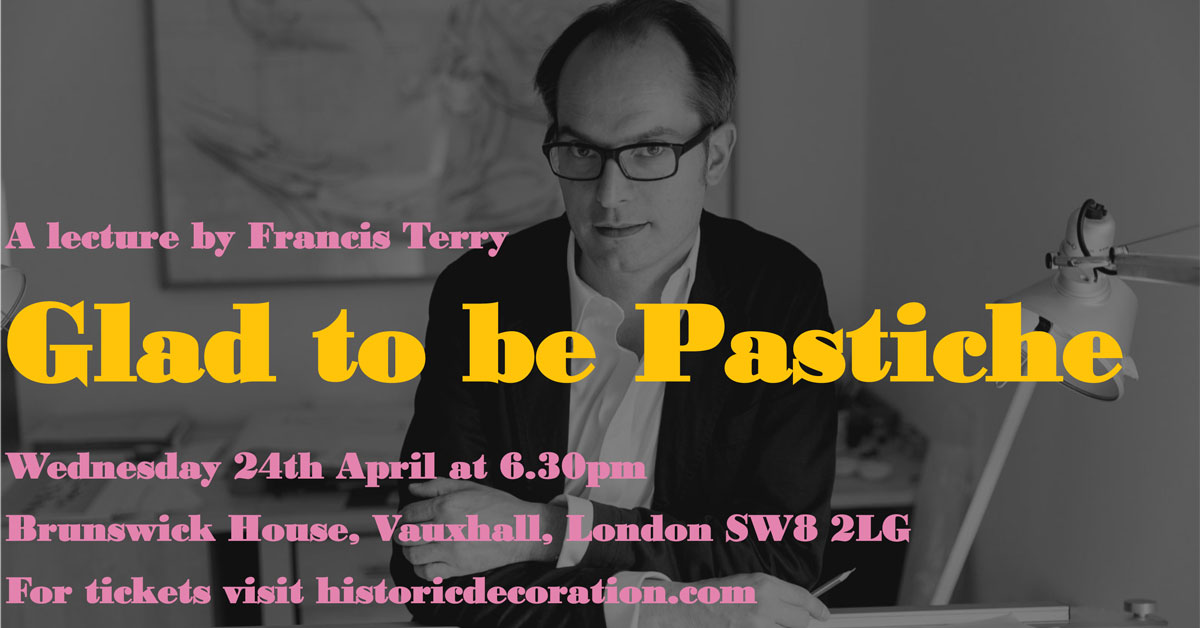 A lecture by Francis Terry
Glad to be Pastiche
Wednesday 24th April at 6.30pm
Brunswick House, Vauxhall, London SW8 2LG
For tickets visit historicdecoration.com